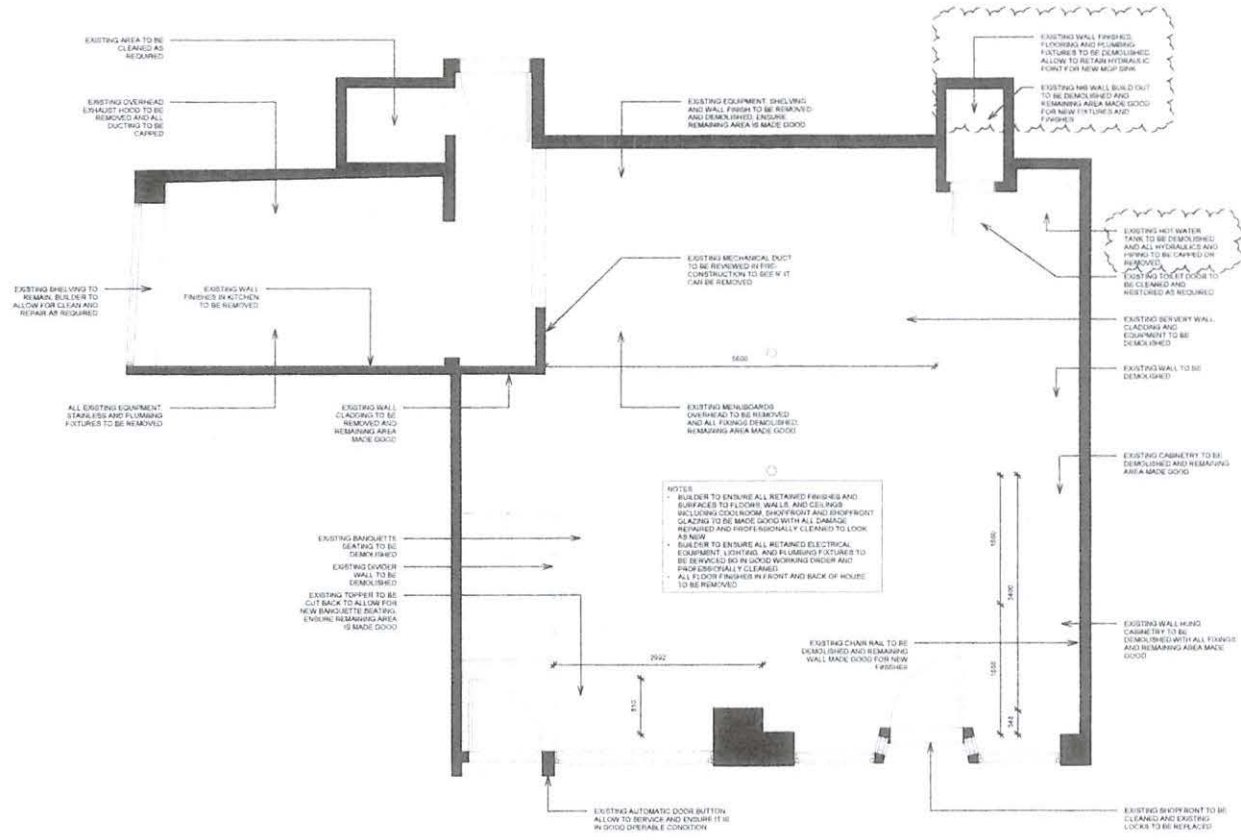 EXISTING AREA TO BE
CLEANED AS
REQUIRED
EXISTING OVERHEAD
EXHAUST HOOD TO BE
REMOVED AND ALL
DUCTING TO BE
CAPPED
EXISTING EQUIPMENT, SHELVING
AND WALL FINISH TO BE REMOVED
AND DEMOLISHED, ENSURE
REMAINING AREA IS MADE GOOD
EXISTING WALL FINISHES,
FLOORING AND PLUMBING
FIXTURES TO BE DEMOLISHED
ALLOW TO RETAIN HYDRAULIC
POINT FOR NEW MOP SINK
EXISTING NIB WALL BUILD OUT
TO BE DEMOLISHED AND
REMAINING AREA MADE GOOD
FOR NEW FIXTURES AND
FINISHES
EXISTING HOT WATER
TANK TO BE DEMOLISHED
AND ALL HYDRAULICS AND
PIPING TO BE CAPPED OR
REMOVED
EXISTING TOILET DOOR TO
BE CLEANED AND
RESTORED AS REQUIRED
EXISTING SHELVING TO
REMAIN, BUILDER TO
ALLOW FOR CLEAN AND
REPAIR AS REQUIRED
EXISTING WALL
FINISHES IN KITCHEN
TO BE REMOVED
EXISTING MECHANICAL DUCT
TO BE REVIEWED IN PRE-
CONSTRUCTION TO SEE IF IT
CAN BE REMOVED
EXISTING SERVERY WALL
CLADDING AND
EQUIPMENT TO BE
DEMOLISHED
5600
EXISTING WALL TO BE
DEMOLISHED
ALL EXISTING EQUIPMENT,
STAINLESS AND PLUMBING
FIXTURES TO BE REMOVED
EXISTING WALL
CLADDING TO BE
REMOVED AND
REMAINING AREA
MADE GOOD
EXISTING MENUBOARDS
OVERHEAD TO BE REMOVED
AND ALL FIXINGS DEMOLISHED,
REMAINING AREA MADE GOOD
EXISTING CABINETRY TO BE
DEMOLISHED AND REMAINING
AREA MADE GOOD
NOTES
- BUILDER TO ENSURE ALL RETAINED FINISHES AND
SURFACES TO FLOORS, WALLS, AND CEILINGS
INCLUDING COOLROOM, SHOPFRONT AND SHOPFRONT
GLAZING TO BE MADE GOOD WITH ALL DAMAGE
REPAIRED AND PROFESSIONALLY CLEANED TO LOOK
AS NEW
- BUILDER TO ENSURE ALL RETAINED ELECTRICAL
EQUIPMENT, LIGHTING, AND PLUMBING FIXTURES TO
BE SERVICED SO IN GOOD WORKING ORDER AND
PROFESSIONALLY CLEANED
- ALL FLOOR FINISHES IN FRONT AND BACK OF HOUSE
TO BE REMOVED
EXISTING BANQUETTE
SEATING TO BE
DEMOLISHED
EXISTING DIVIDER
WALL TO BE
DEMOLISHED
EXISTING TOPPER TO BE
CUT BACK TO ALLOW FOR
NEW BANQUETTE SEATING,
ENSURE REMAINING AREA
IS MADE GOOD
3400
EXISTING CHAIR RAIL TO BE
DEMOLISHED AND REMAINING
WALL MADE GOOD FOR NEW
FINISHES
EXISTING WALL HUNG
CABINETRY TO BE
DEMOLISHED WITH ALL FIXINGS
AND REMAINING AREA MADE
GOOD
2992
EXISTING AUTOMATIC DOOR BUTTON
ALLOW TO SERVICE AND ENSURE IT IS
IN GOOD OPERABLE CONDITION
EXISTING SHOPFRONT TO BE
CLEANED AND EXISTING
LOCKS TO BE REPLACED